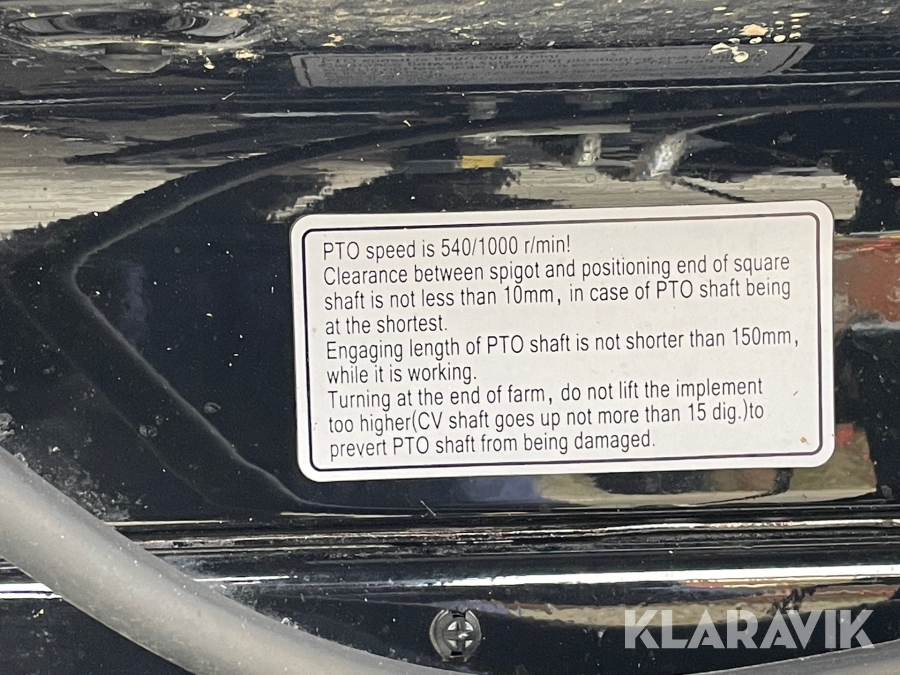 PTO speed is 540/1000 r/min!
Clearance between spigot and positioning end of square
shaft is not less than 10mm, in case of PTO shaft being
at the shortest.
Engaging length of PTO shaft is not shorter than 150mm,
while it is working.
Turning at the end of farm, do not lift the implement
too higher(CV shaft goes up not more than 15 dig.)to
prevert PTO shaft from being damaged.
KLARAVIK